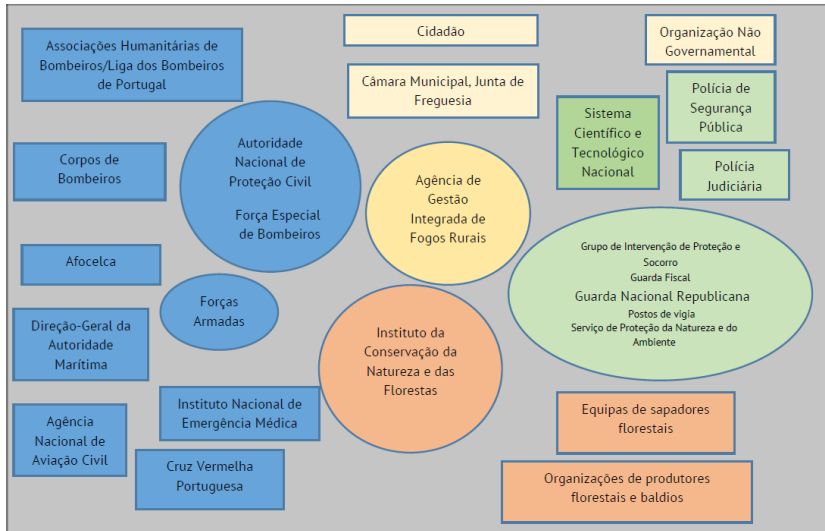 Associações Humanitárias de
Bombeiros/Liga dos Bombeiros
de Portugal
Cidadão
Organização Não
Governamental
Câmara Municipal, Junta de
Freguesia
Polícia de
Segurança
Pública
Sistema
Científico e
Tecnológico
Nacional
Corpos de
Bombeiros
Autoridade
Nacional de
Proteção Civil
Força Especial
de Bombeiros
Agência de
Gestão
Integrada de
Fogos Rurais
Polícia
Judiciária
Afocelca
Grupo de Intervenção de Proteção e
Socorro
Guarda Fiscal
Guarda Nacional Republicana
Postos de vigia
Serviço de Proteção da Natureza e do
Ambiente
Forças
Armadas
Direção-Geral da
Autoridade
Marítima
Instituto da
Conservação da
Natureza e das
Florestas
Instituto Nacional de
Emergência Médica
Equipas de sapadores
florestais
Agência
Nacional de
Aviação Civil
Cruz Vermelha
Portuguesa
Organizações de produtores
florestais e baldios